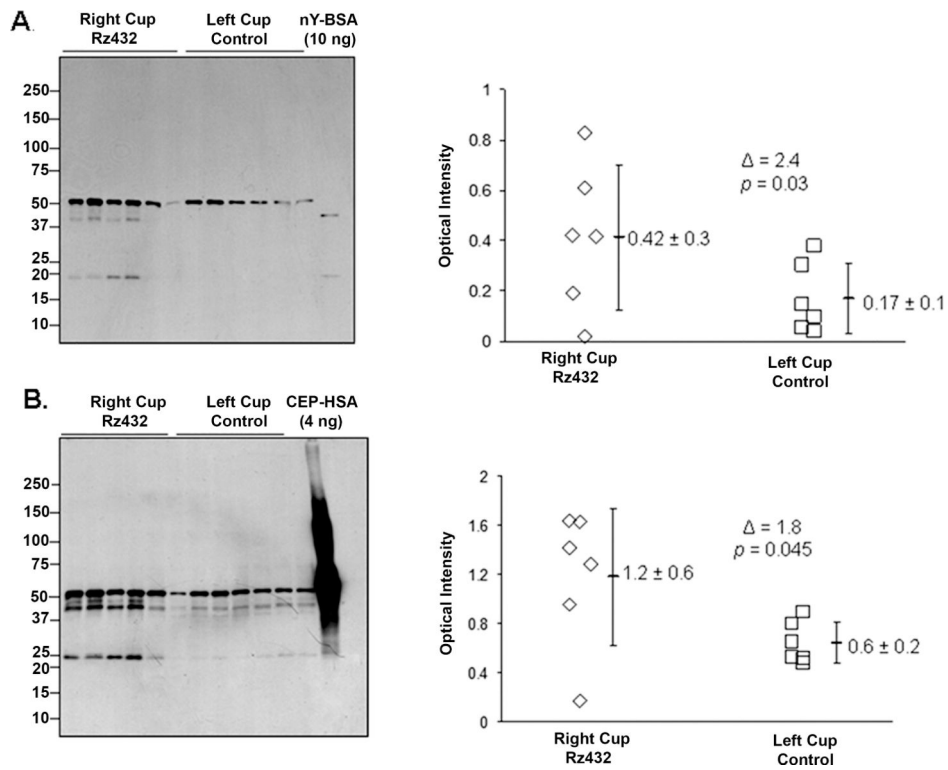 A.
Right Cup
Rz432
Left Cup
Control
nY-BSA
(10 ng)
250
150
100
75
50
37
25
20
15
10
Optical Intensity
1
0.8
0.6
0.4
0.2
0
0.42 ± 0.3
Δ = 2.4
p = 0.03
0.17 ± 0.1
Right Cup
Rz432
Left Cup
Control
B.
Right Cup
Rz432
Left Cup
Control
CEP-HSA
(4 ng)
250
150
100
75
50
37
25
20
15
10
Optical Intensity
2
1.6
1.2
0.8
0.4
0
1.2 ± 0.6
Δ = 1.8
p = 0.045
0.6 ± 0.2
Right Cup
Rz432
Left Cup
Control